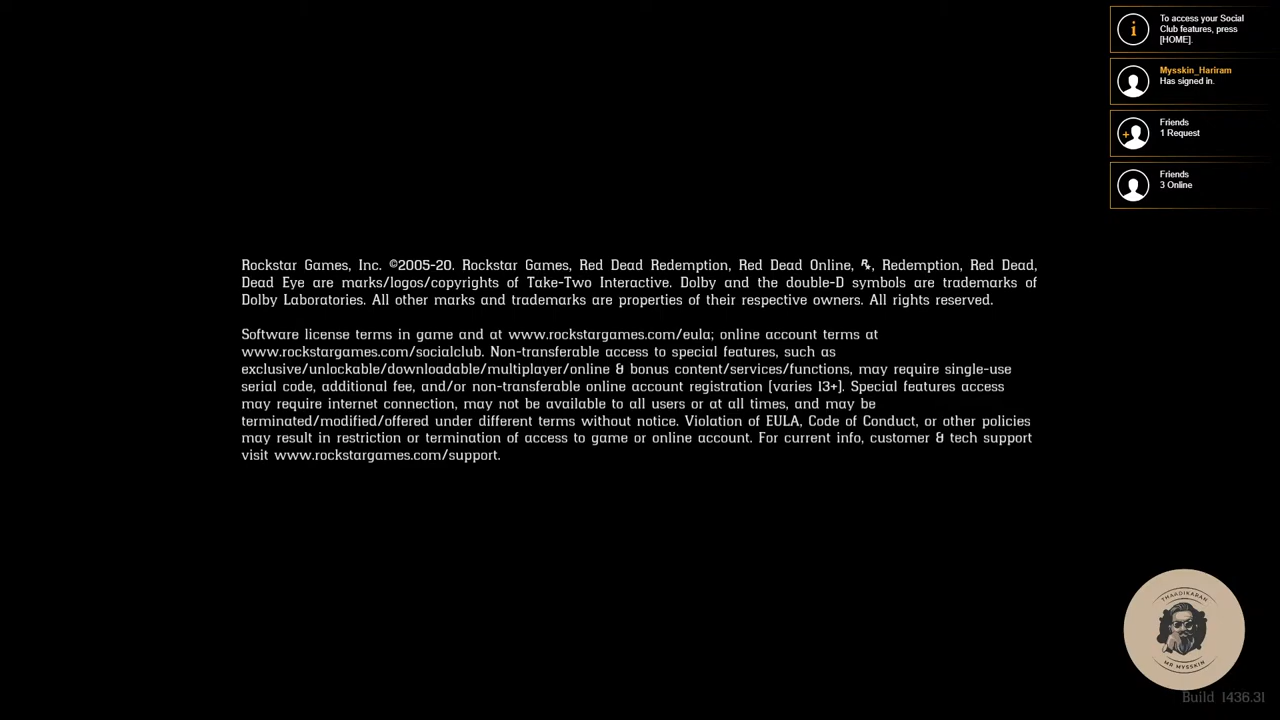 To access your Social
Club features, press
[HOME].
Mysskin_Hariram
Has signed in.
Friends
1 Request
Friends
3 Online
Rockstar Games, Inc. ©2005-20. Rockstar Games, Red Dead Redemption, Red Dead Online, R*, Redemption, Red Dead,
Dead Eye are marks/logos/copyrights of Take-Two Interactive. Dolby and the double-D symbols are trademarks of
Dolby Laboratories. All other marks and trademarks are properties of their respective owners. All rights reserved.
Software license terms in game and at www.rockstargames.com/eula; online account terms at
www.rockstargames.com/socialclub. Non-transferable access to special features, such as
exclusive/unlockable/downloadable/multiplayer/online & bonus content/services/functions, may require single-use
serial code, additional fee, and/or non-transferable online account registration (varies 13+). Special features access
may require internet connection, may not be available to all users or at all times, and may be
terminated/modified/offered under different terms without notice. Violation of EULA, Code of Conduct, or other policies
may result in restriction or termination of access to game or online account. For current info, customer & tech support
visit www.rockstargames.com/support.
THAADIKARAN
MR MYSSKIN
Build 1436.31